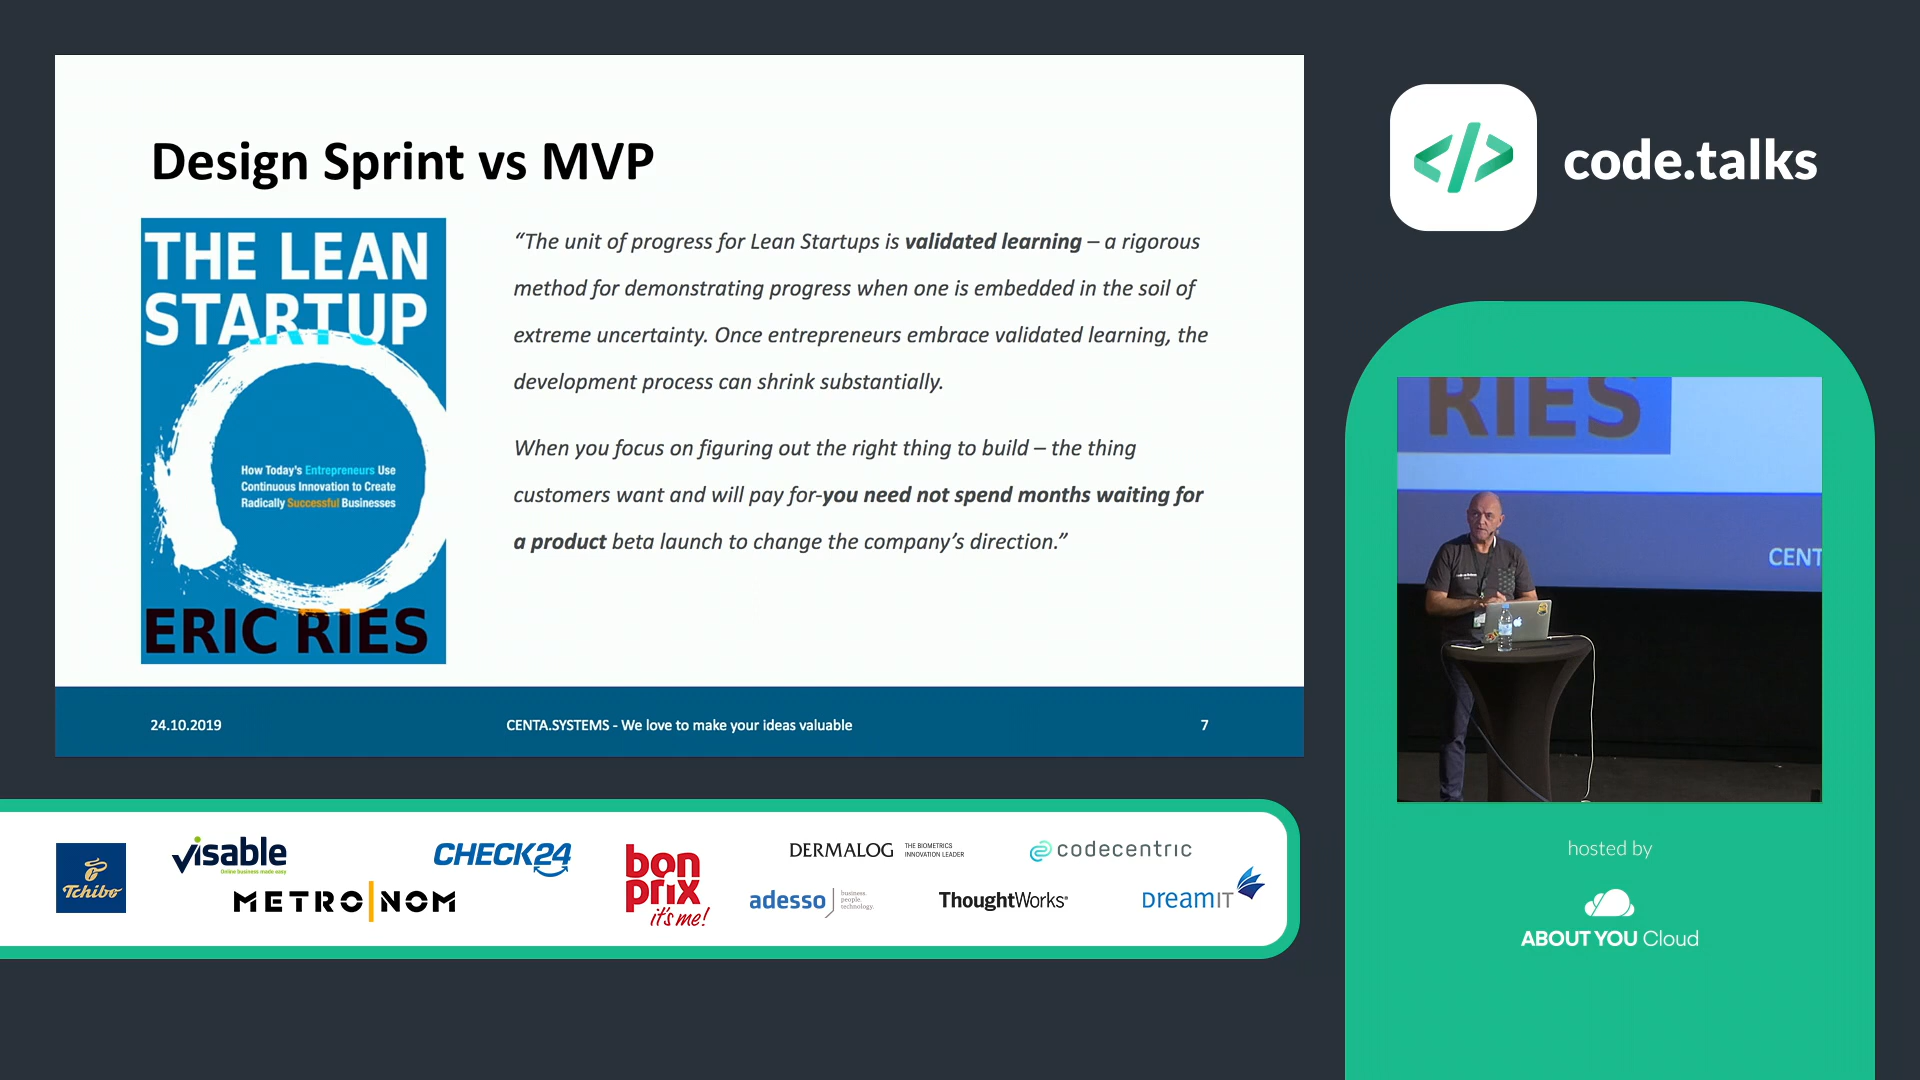 Design Sprint vs MVP
THE LEAN
STARTUP
How Today's Entrepreneurs Use
Continuous Innovation to Create
Radically Successful Businesses
ERIC RIES
“The unit of progress for Lean Startups is validated learning – a rigorous
method for demonstrating progress when one is embedded in the soil of
extreme uncertainty. Once entrepreneurs embrace validated learning, the
development process can shrink substantially.
When you focus on figuring out the right thing to build – the thing
customers want and will pay for-you need not spend months waiting for
a product beta launch to change the company’s direction.”
24.10.2019
CENTA.SYSTEMS - We love to make your ideas valuable
7
</> code.talks
RIES
CENT
hosted by
ABOUT YOU Cloud
Tchibo
visable
Online business made easy
METRO|NOM
CHECK24
bon
prix
it's me!
DERMALOG
THE BIOMETRICS
INNOVATION LEADER
adesso
business.
people.
technology.
codecentric
ThoughtWorks®
DreamIT